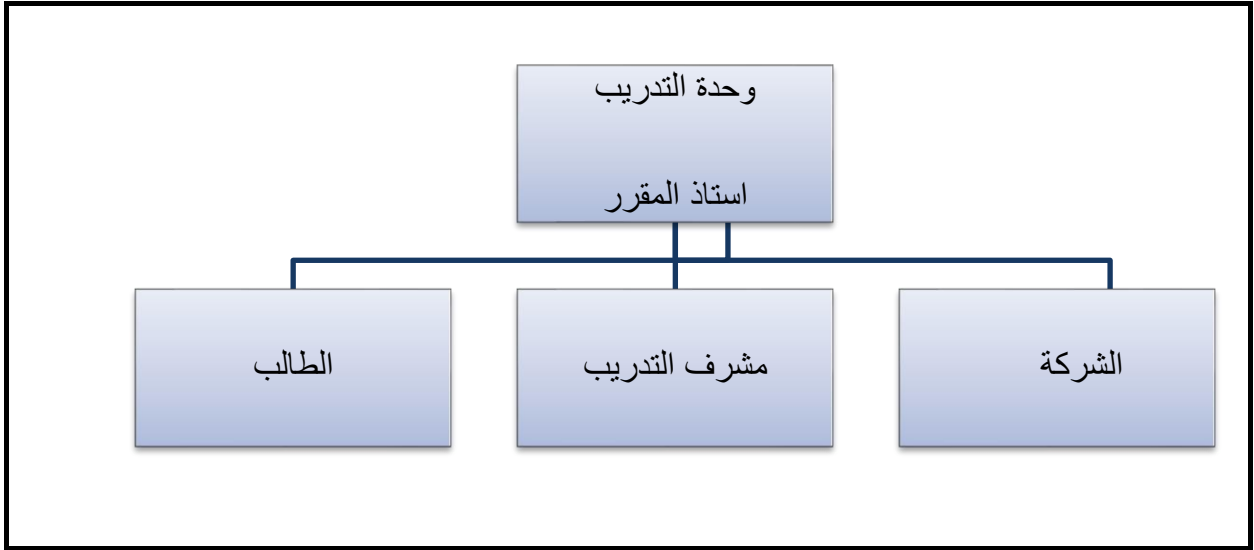 وحدة التدريب
استاذ المقرر
الشركة
مشرف التدريب
الطالب